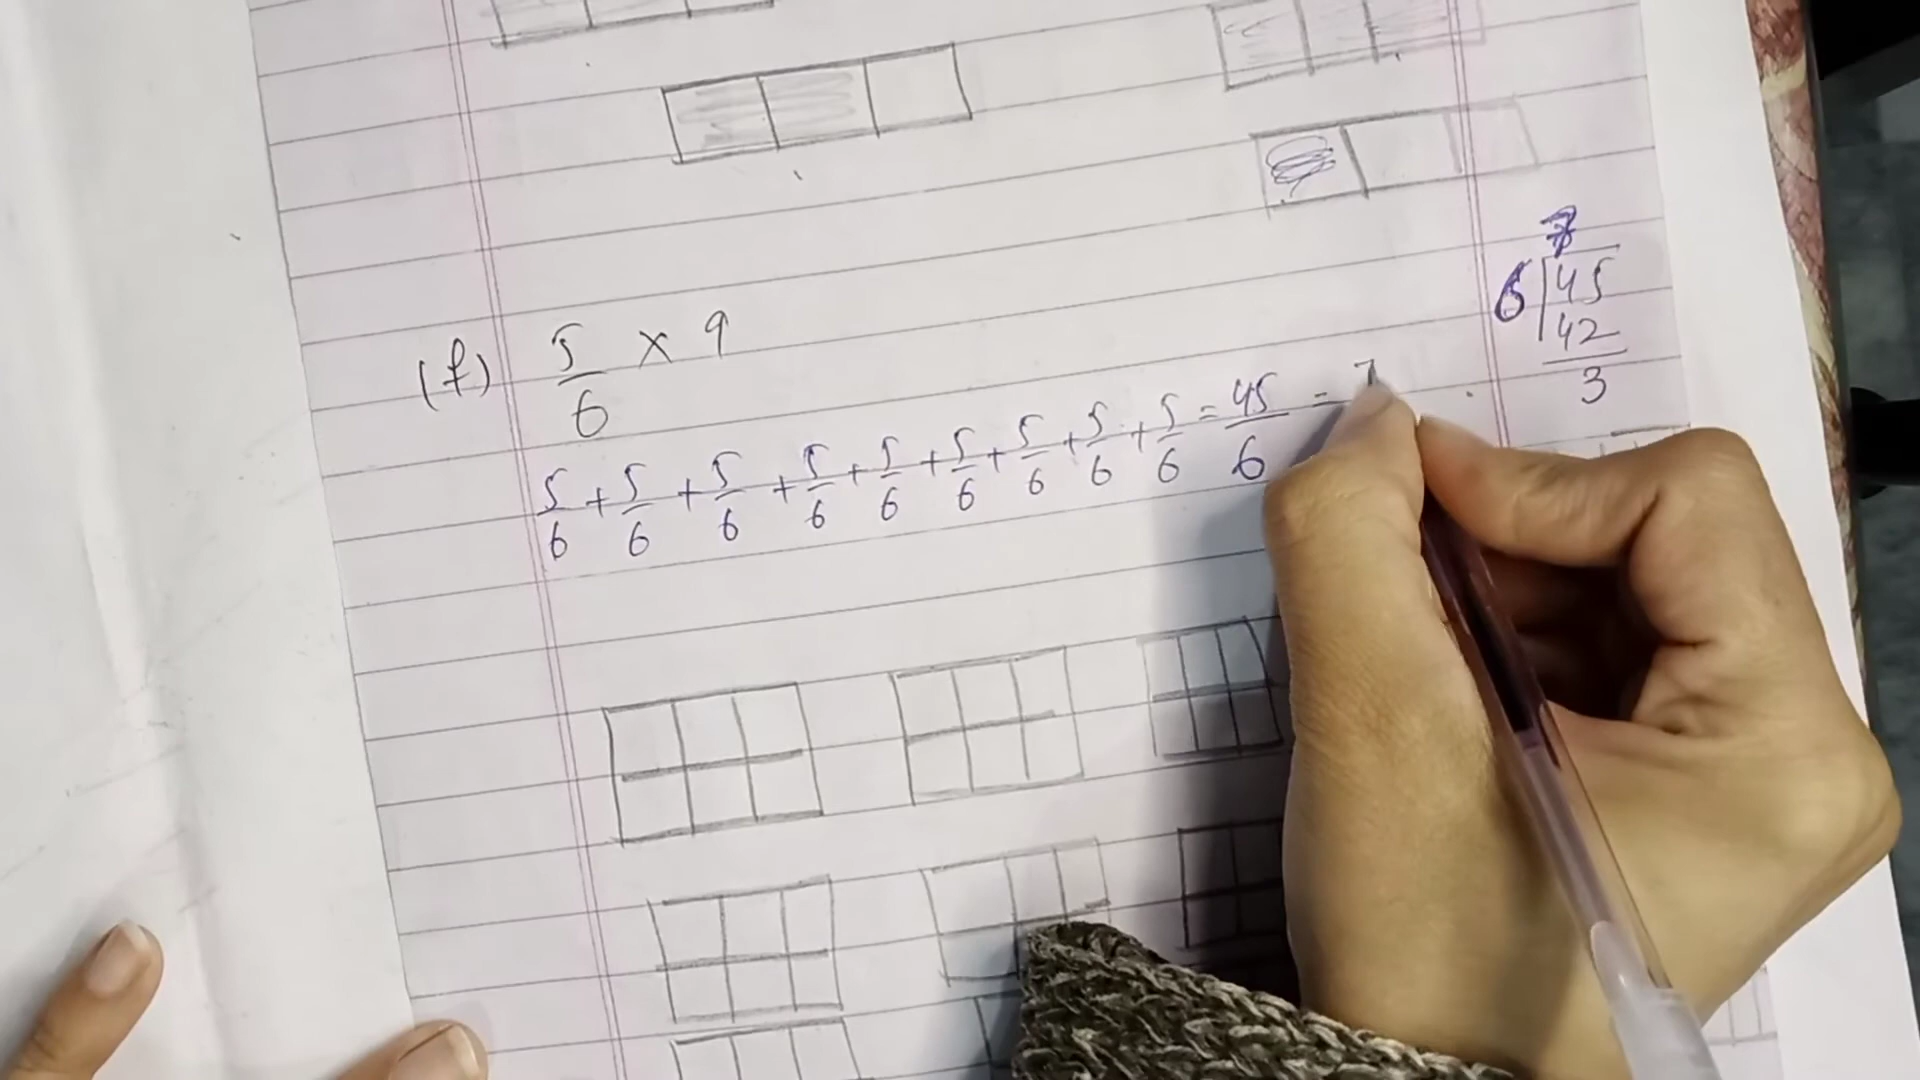 (f) 5/6 × 9
5/6 + 5/6 + 5/6 + 5/6 + 5/6 + 5/6 + 5/6 + 5/6 + 5/6 = 45/6 = 7
7
6 45
42
3